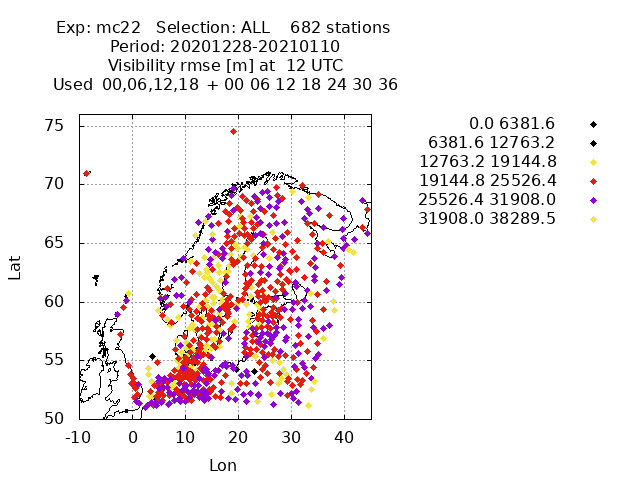 Exp: mc22 Selection: ALL 682 stations
Period: 20201228-20210110
Visibility rmse [m] at 12 UTC
Used 00,06,12,18 + 00 06 12 18 24 30 36
0.0 6381.6
6381.6 12763.2
12763.2 19144.8
19144.8 25526.4
25526.4 31908.0
31908.0 38289.5
75
70
65
60
55
50
Lat
-10 0 10 20 30 40
Lon